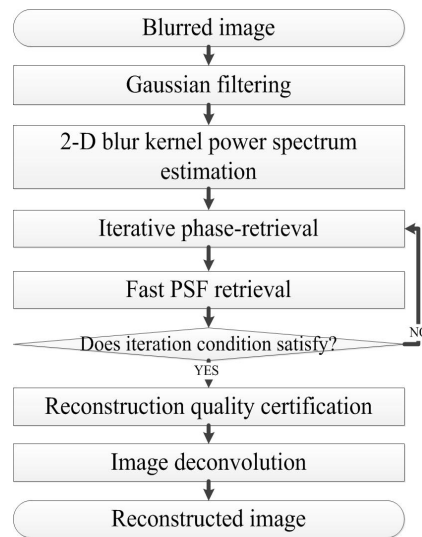 Blurred image
Gaussian filtering
2-D blur kernel power spectrum
estimation
Iterative phase-retrieval
Fast PSF retrieval
Does iteration condition satisfy?
NO
YES
Reconstruction quality certification
Image deconvolution
Reconstructed image